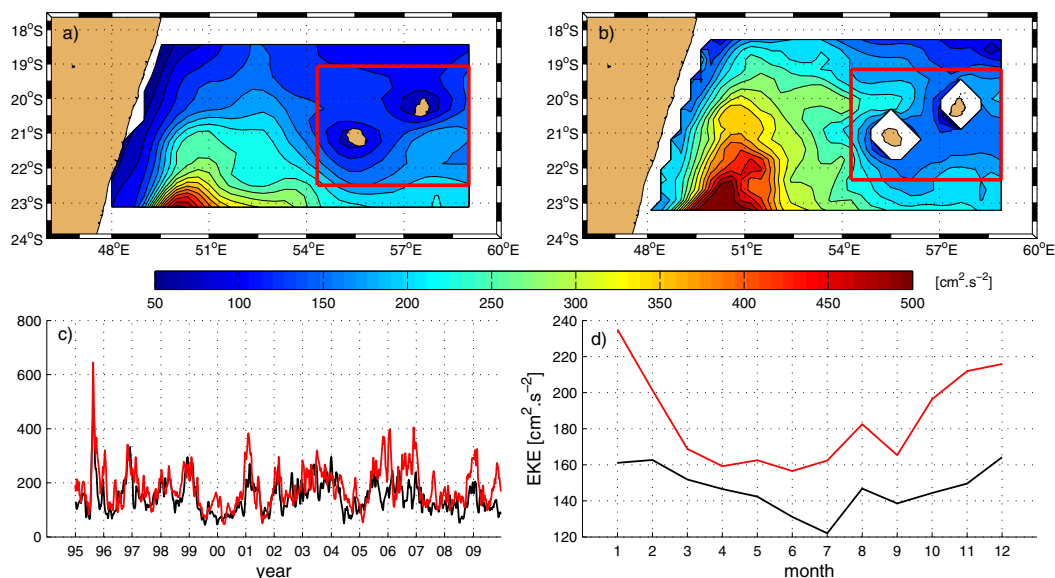 a) b)
18°S 18°S
19°S 19°S
20°S 20°S
21°S 21°S
22°S 22°S
23°S 23°S
24°S 24°S
48°E 51°E 54°E 57°E 60°E 48°E 51°E 54°E 57°E 60°E
50 100 150 200 250 300 350 400 450 500 [cm².s⁻²]
c)
800
600
400
200
0
95 96 97 98 99 00 01 02 03 04 05 06 07 08 09
year
d)
EKE [cm².s⁻²]
240
220
200
180
160
140
120
1 2 3 4 5 6 7 8 9 10 11 12
month